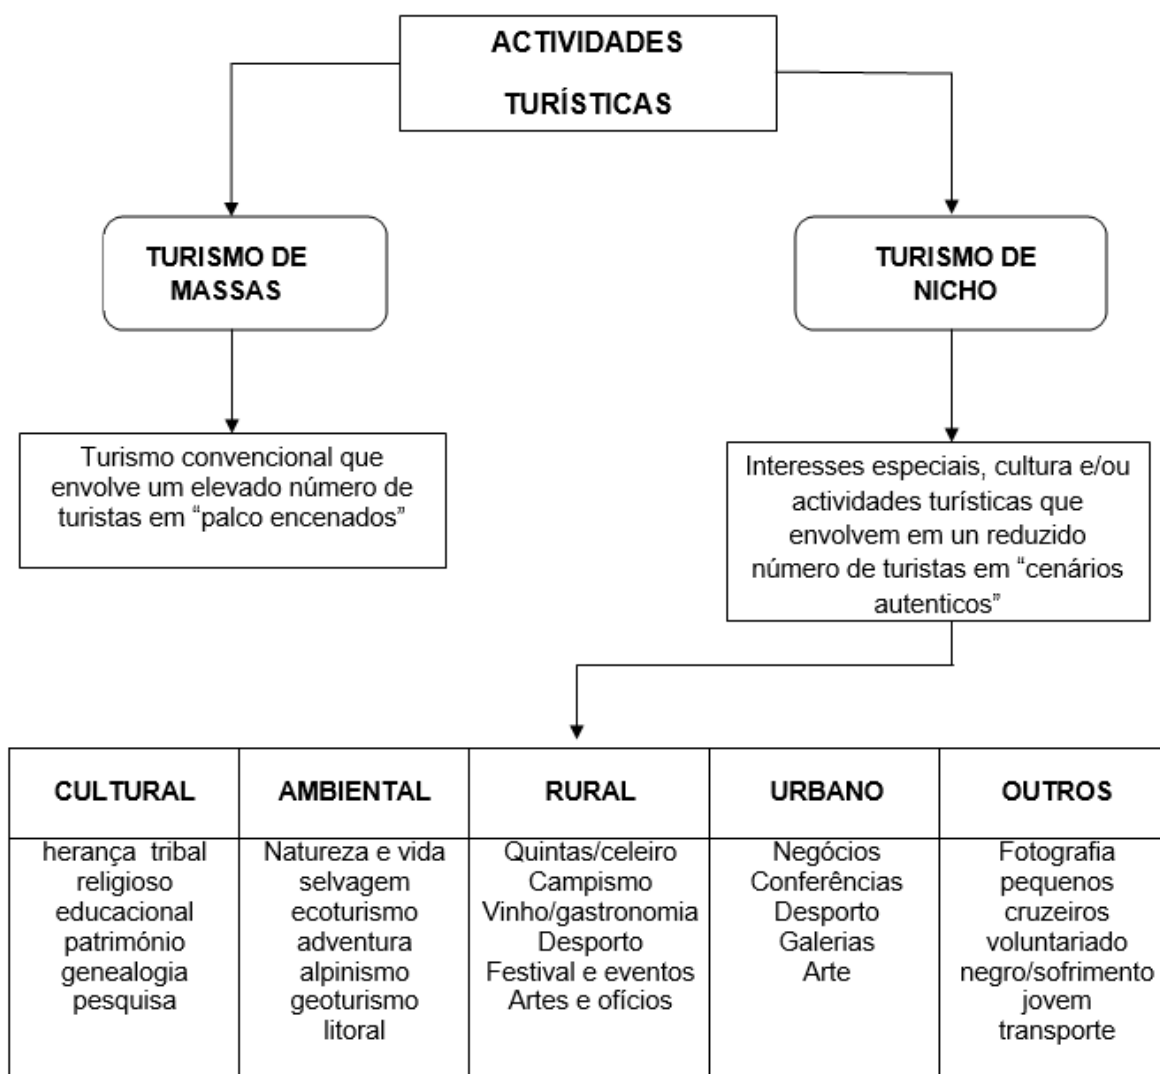 ACTIVIDADES
TURÍSTICAS
TURISMO DE
MASSAS
TURISMO DE
NICHO
Turismo convencional que
envolve um elevado número de
turistas em “palco encenados”
Interesses especiais, cultura e/ou
actividades turísticas que
envolvem em un reduzido
número de turistas em “cenários
autenticos”
CULTURAL
herança tribal
religioso
educacional
património
genealogia
pesquisa
AMBIENTAL
Natureza e vida
selvagem
ecoturismo
adventura
alpinismo
geoturismo
litoral
RURAL
Quintas/celeiro
Campismo
Vinho/gastronomia
Desporto
Festival e eventos
Artes e ofícios
URBANO
Negócios
Conferências
Desporto
Galerias
Arte
OUTROS
Fotografia
pequenos
cruzeiros
voluntariado
negro/sofrimento
jovem
transporte